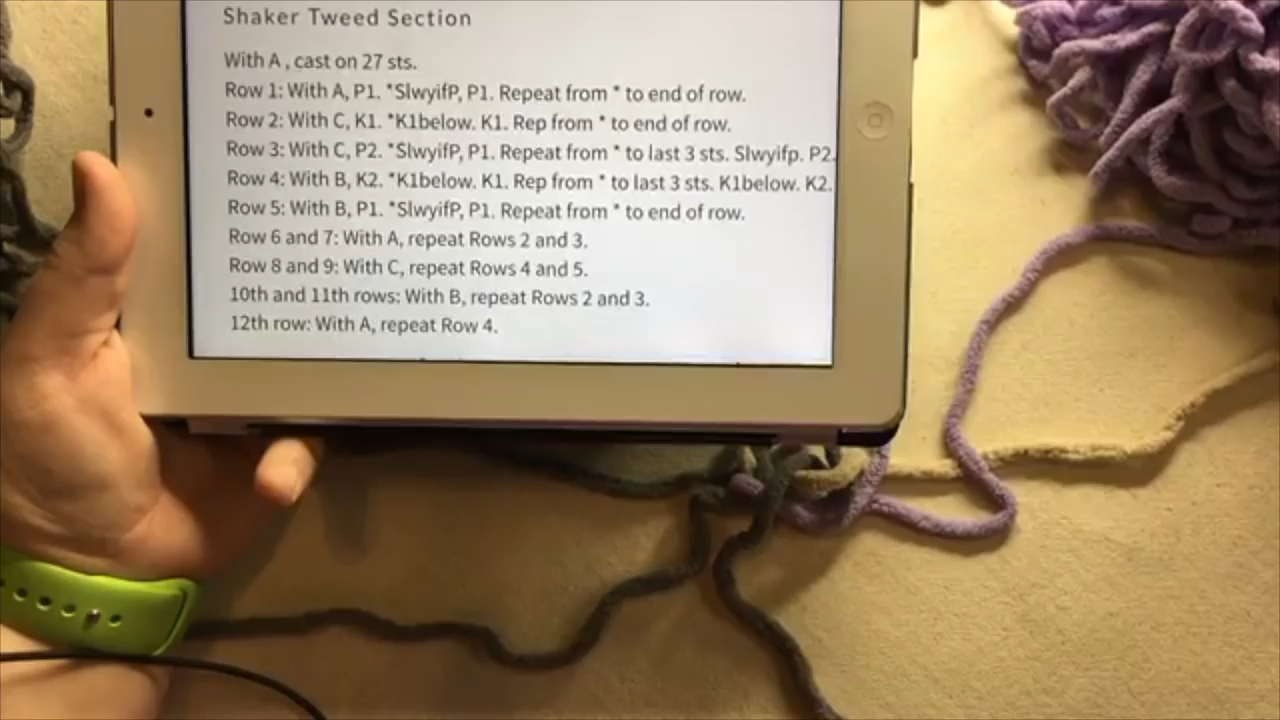 Shaker Tweed Section
With A , cast on 27 sts.
Row 1: With A, P1. *SlwyifP, P1. Repeat from * to end of row.
Row 2: With C, K1. *K1below. K1. Rep from * to end of row.
Row 3: With C, P2. *SlwyifP, P1. Repeat from * to last 3 sts. Slwyifp. P2.
Row 4: With B, K2. *K1below. K1. Rep from * to last 3 sts. K1below. K2.
Row 5: With B, P1. *SlwyifP, P1. Repeat from * to end of row.
Row 6 and 7: With A, repeat Rows 2 and 3.
Row 8 and 9: With C, repeat Rows 4 and 5.
10th and 11th rows: With B, repeat Rows 2 and 3.
12th row: With A, repeat Row 4.